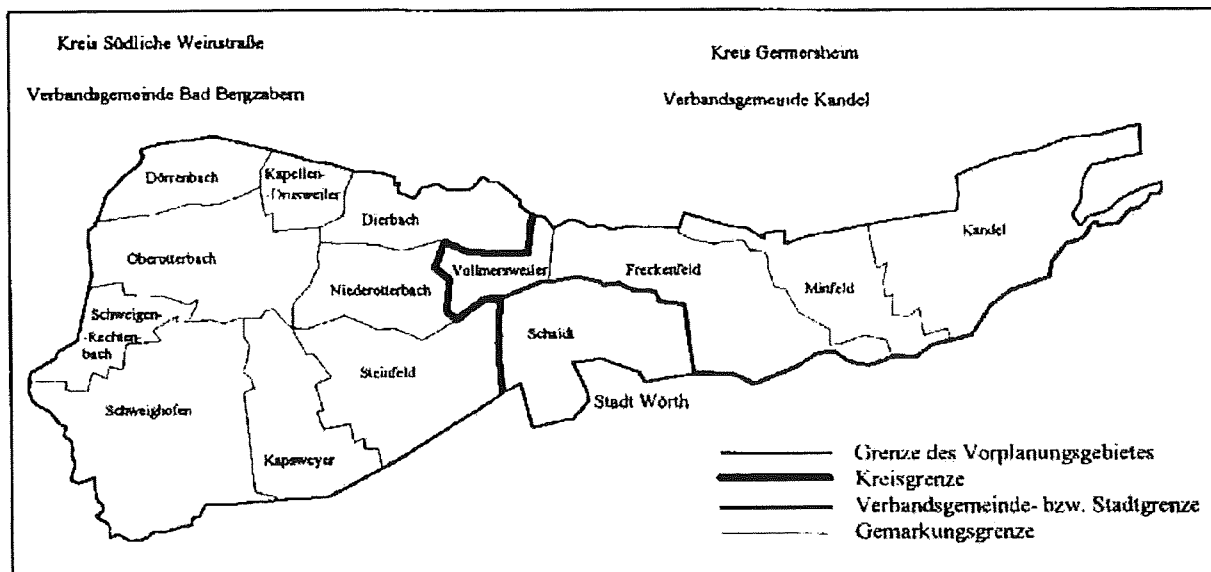 Kreis Südliche Weinstraße
Verbandsgemeinde Bad Bergzabern
Kreis Germersheim
Verbandsgemeinde Kandel
Dörrenbach
Kapellen-
-Drusweiler
Dierbach
Oberotterbach
Niederotterbach
Vollmersweiler
Freckenfeld
Minfeld
Kandel
Schweigen-
-Rechten-
bach
Schaidt
Steinfeld
Schweighofen
Kapsweyer
Stadt Wörth
Grenze des Vorplanungsgebietes
Kreisgrenze
Verbandsgemeinde- bzw. Stadtgrenze
Gemarkungsgrenze